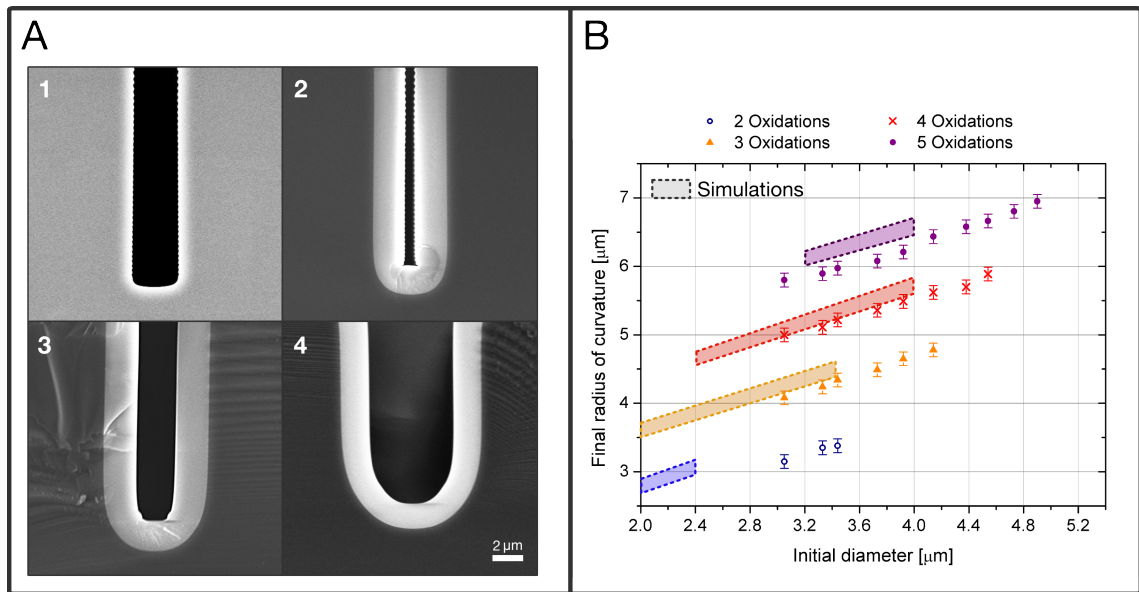 A
1
2
3
4
2 µm
B
2 Oxidations
4 Oxidations
3 Oxidations
5 Oxidations
Simulations
Final radius of curvature [µm]
7
6
5
4
3
2.0 2.4 2.8 3.2 3.6 4.0 4.4 4.8 5.2
Initial diameter [µm]